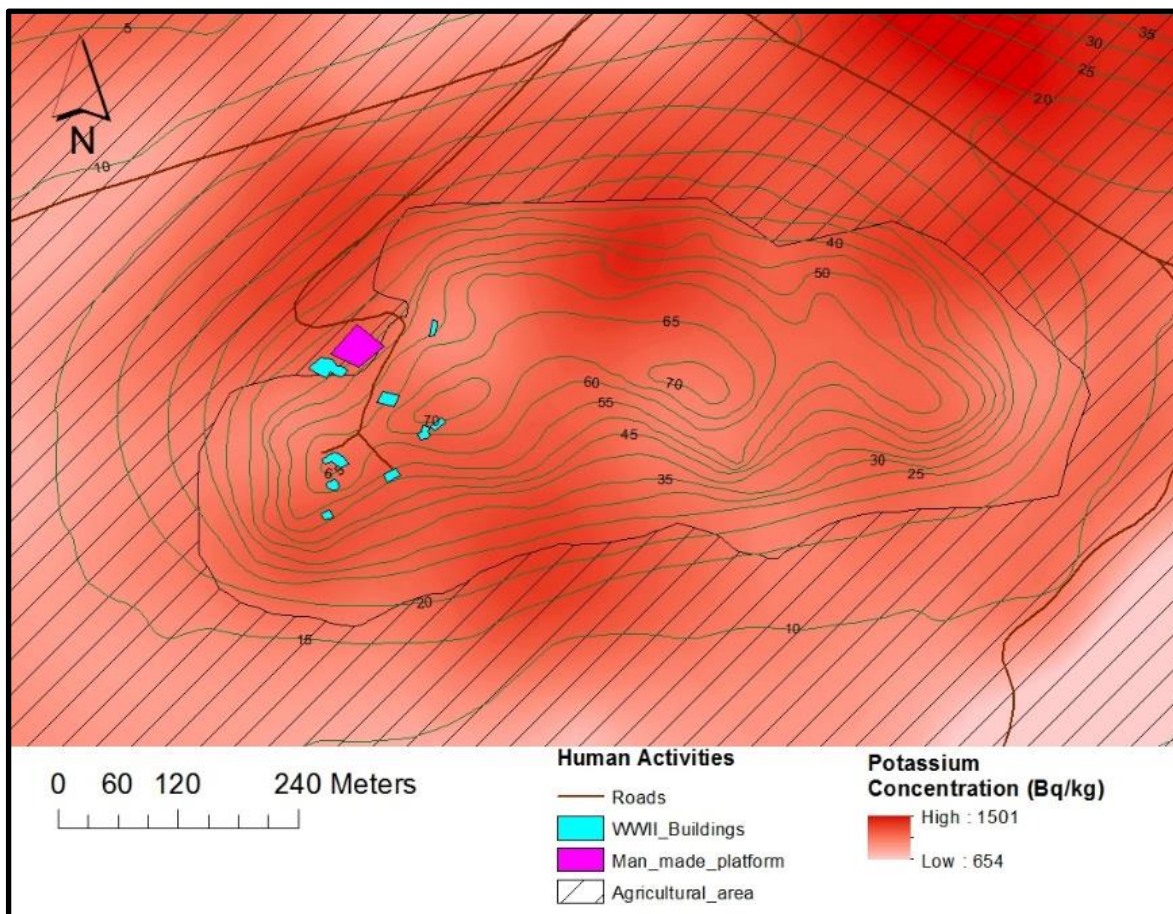 5
35
30
25
20
10
N
40
50
65
60
70
55
70
45
65
30
25
35
20
15
10
0 60 120 240 Meters
Human Activities
Roads
WWII_Buildings
Man_made_platform
Agricultural_area
Potassium
Concentration (Bq/kg)
High : 1501
Low : 654